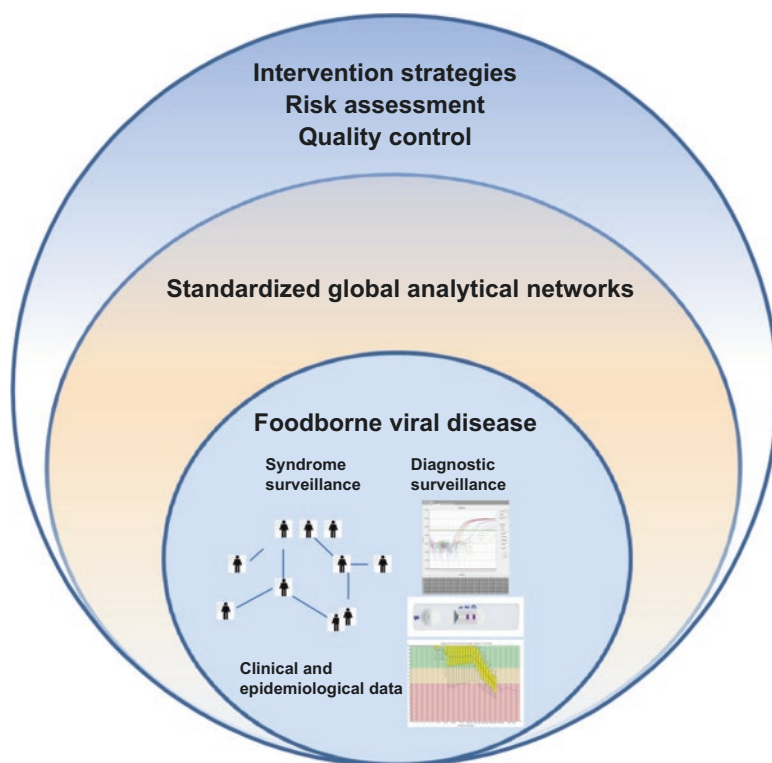 Intervention strategies
Risk assessment
Quality control
Standardized global analytical networks
Foodborne viral disease
Syndrome
surveillance
Diagnostic
surveillance
Clinical and
epidemiological data